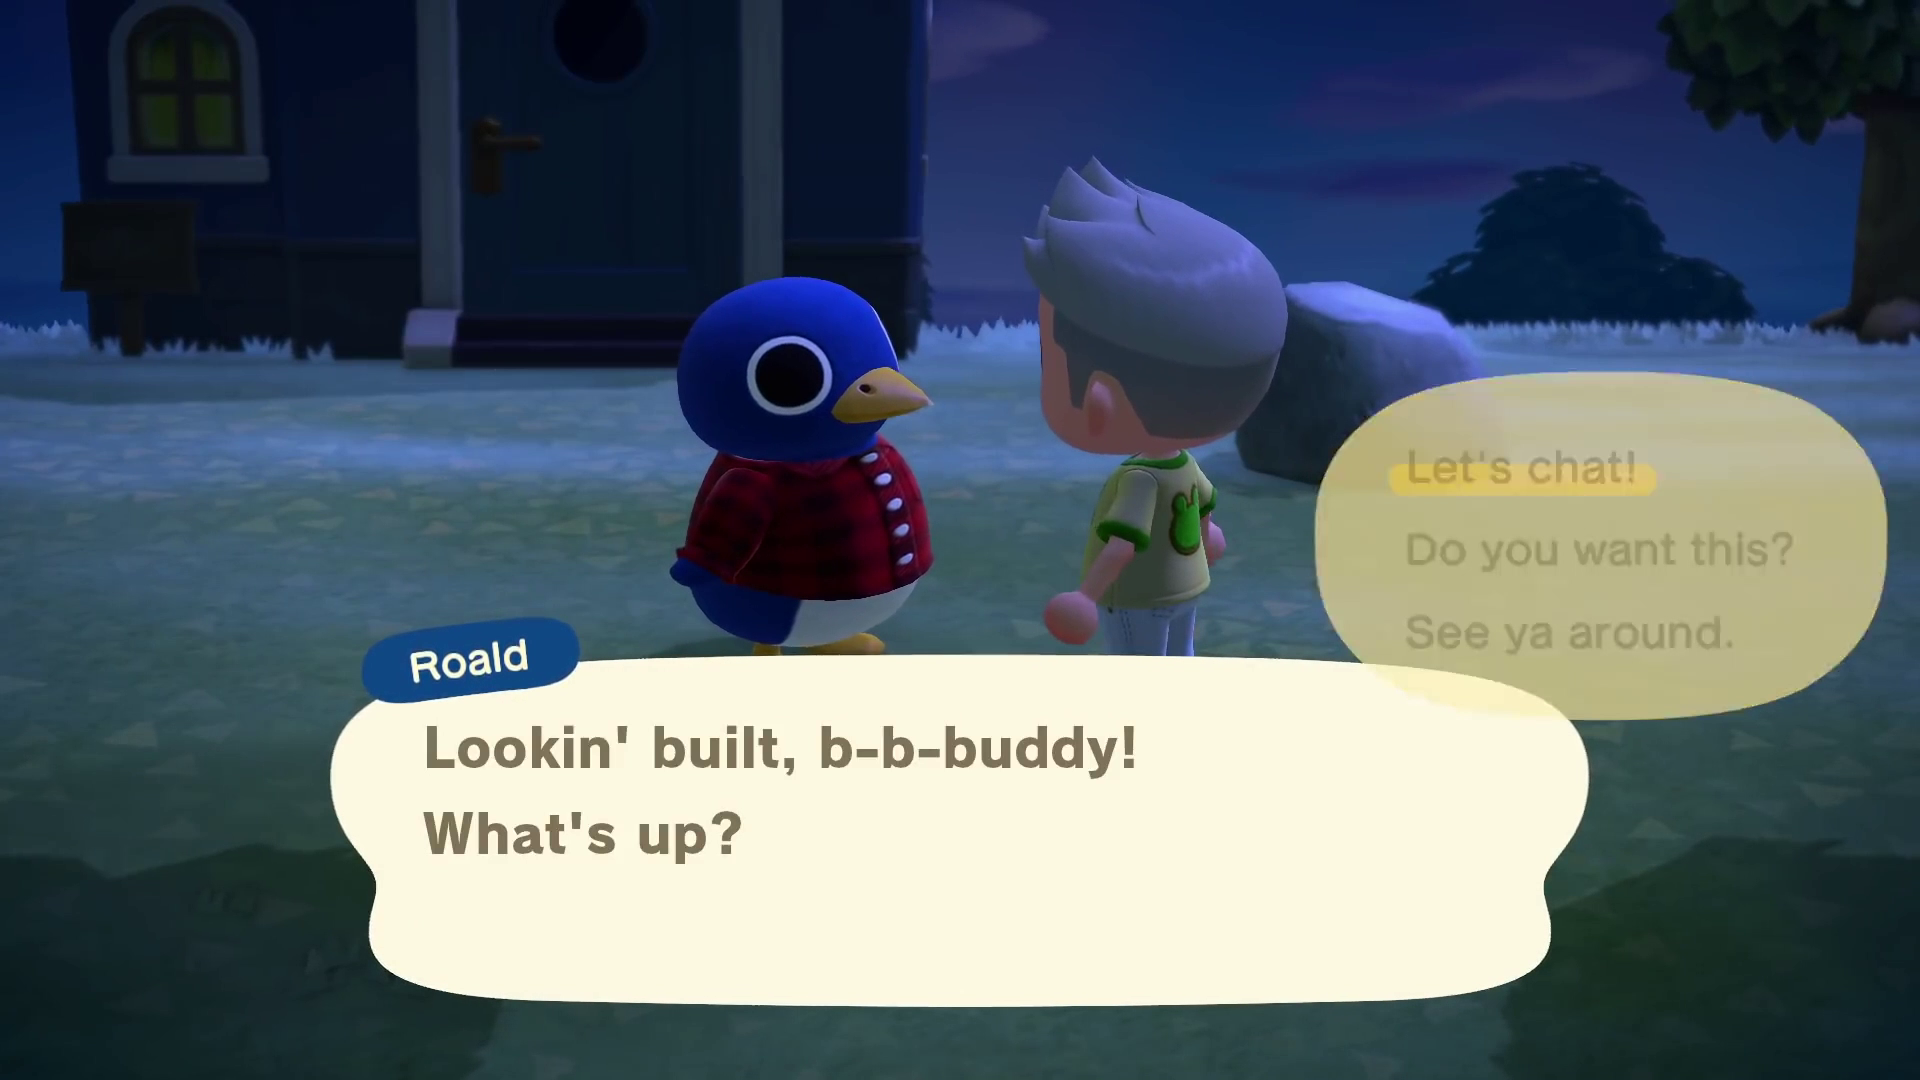 Let's chat!
Do you want this?
See ya around.
Roald
Lookin' built, b-b-buddy!
What's up?